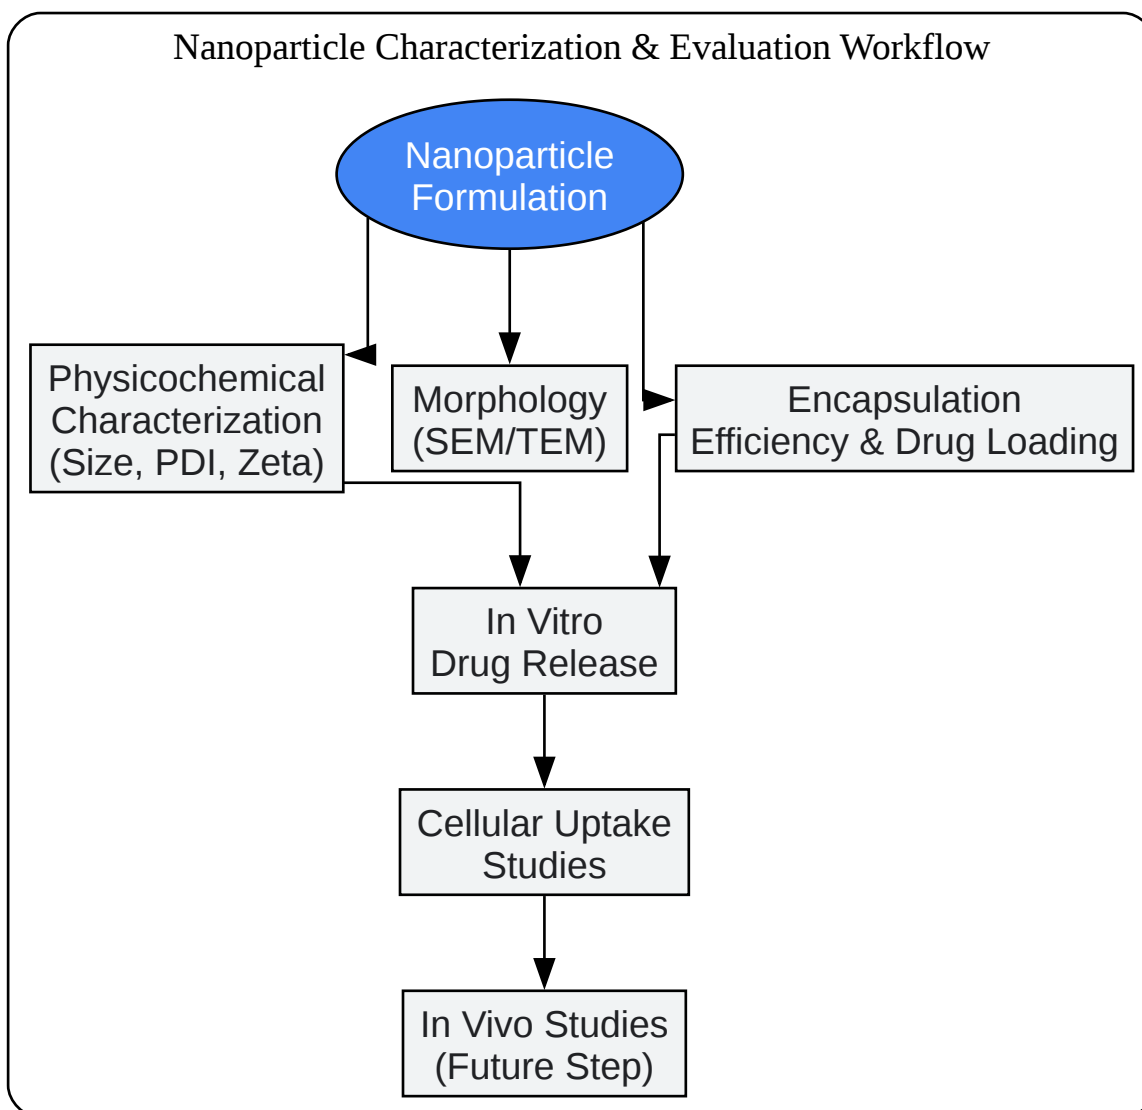 Nanoparticle Characterization & Evaluation Workflow
Nanoparticle
Formulation
Physicochemical
Characterization
(Size, PDI, Zeta)
Morphology
(SEM/TEM)
Encapsulation
Efficiency & Drug Loading
In Vitro
Drug Release
Cellular Uptake
Studies
In Vivo Studies
(Future Step)